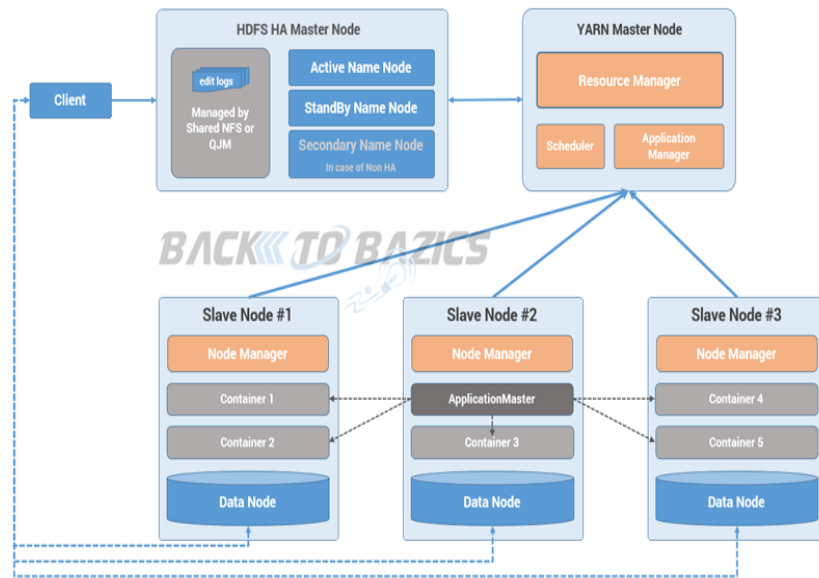 HDFS HA Master Node
YARN Master Node
Client
edit logs
Managed by
Shared NFS or
QJM
Active Name Node
StandBy Name Node
Secondary Name Node
In case of Non HA
Resource Manager
Scheduler
Application
Manager
BACK TO BAZICS
Slave Node #1
Node Manager
Container 1
Container 2
Data Node
Slave Node #2
Node Manager
ApplicationMaster
Container 3
Data Node
Slave Node #3
Node Manager
Container 4
Container 5
Data Node